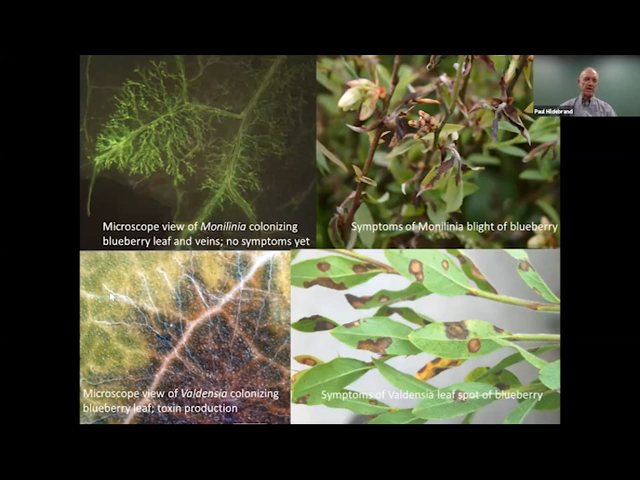 Paul Hildebrand
Microscope view of Monilinia colonizing
blueberry leaf and veins; no symptoms yet
Symptoms of Monilinia blight of blueberry
Microscope view of Valdensia colonizing
blueberry leaf; toxin production
Symptoms of Valdensia leaf spot of blueberry